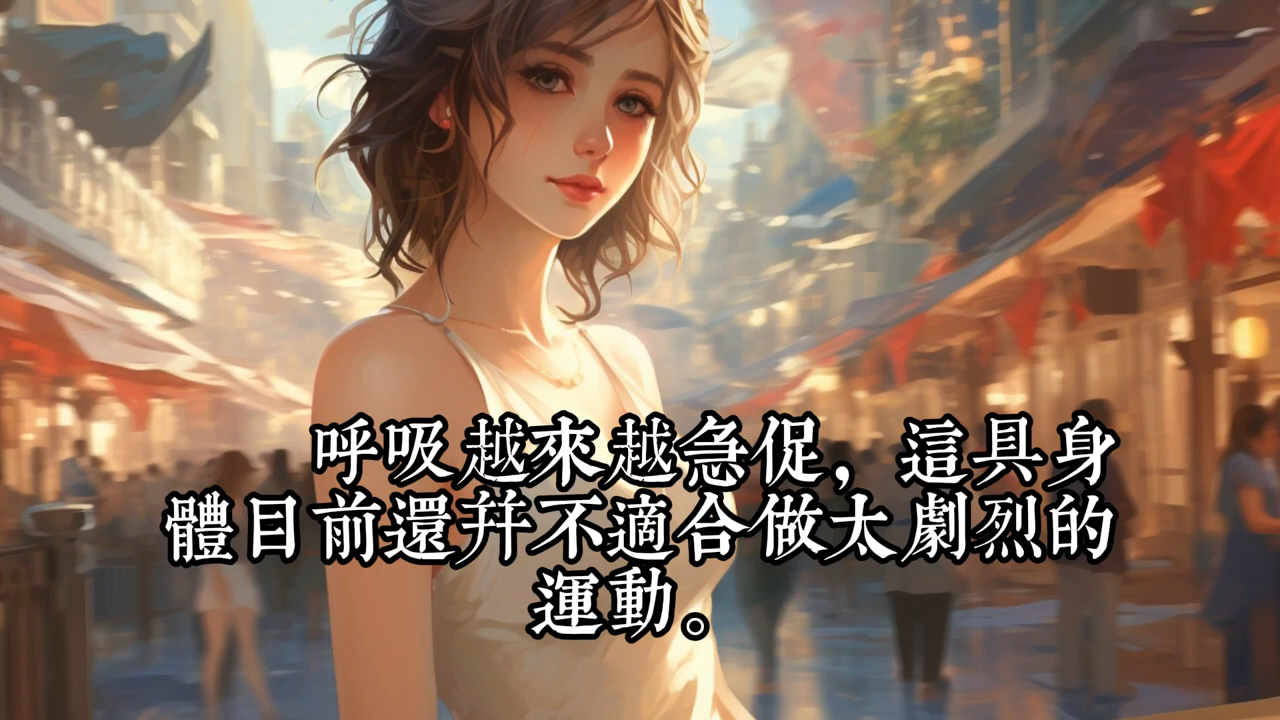 呼吸越來越急促，這具身
體目前還并不適合做太劇烈的
運動。